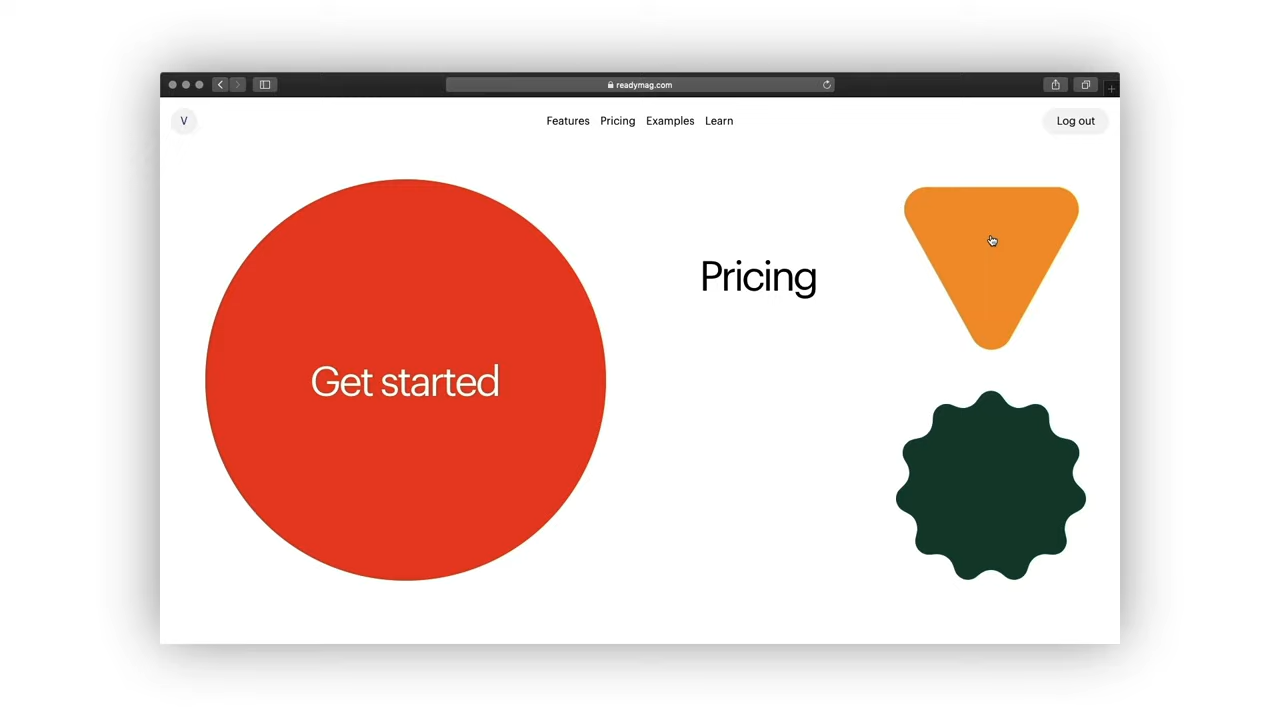 readymag.com
V
Features Pricing Examples Learn
Log out
Pricing
Get started